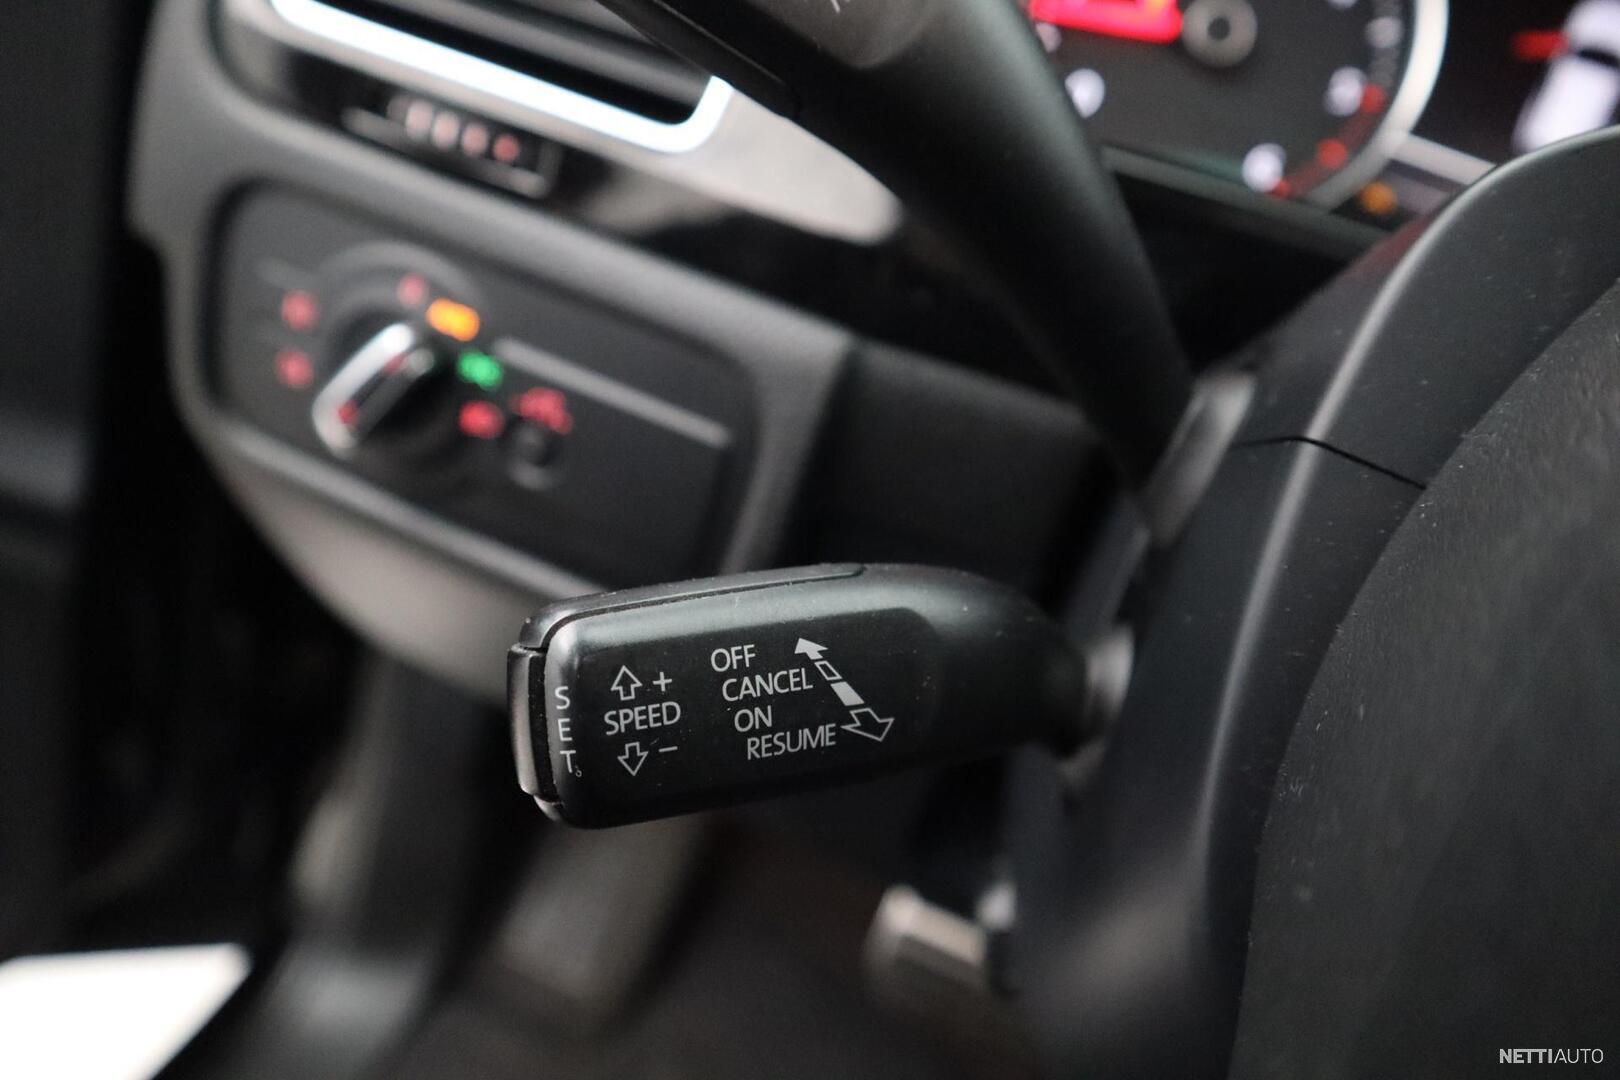 OFF
CANCEL
ON
RESUME
+
SPEED
−
SET
NETTIAUTO